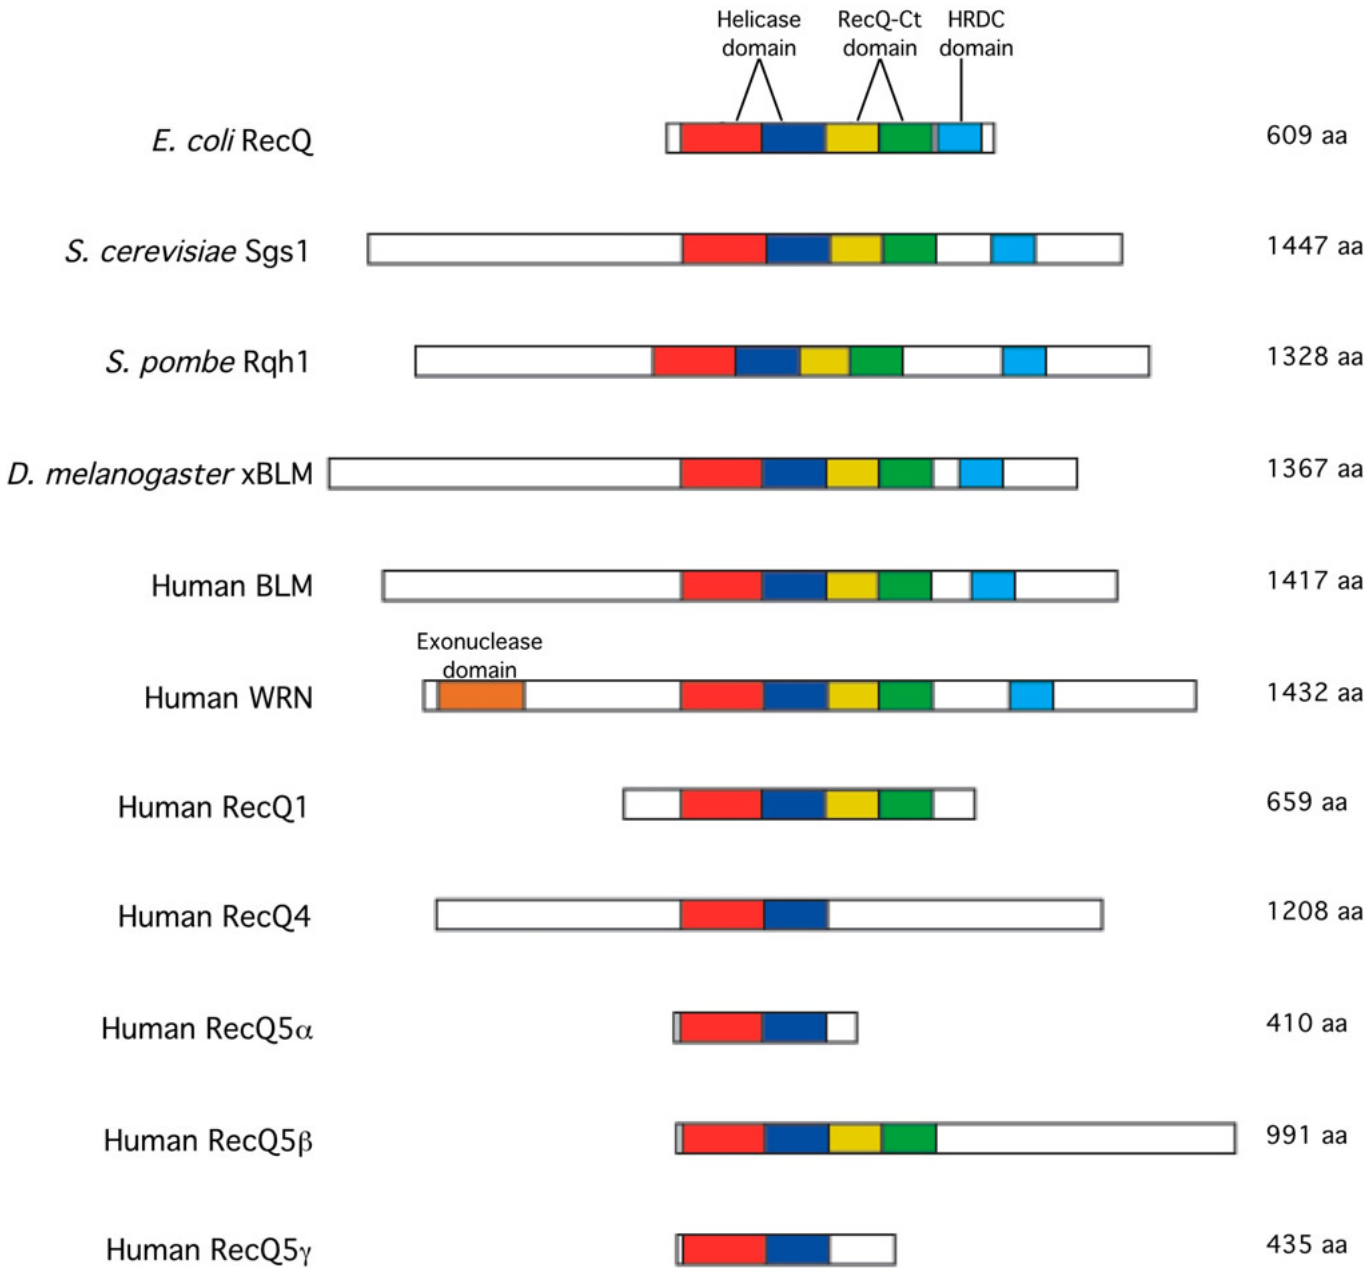 Helicase domain
RecQ-Ct domain
HRDC domain
E. coli RecQ 609 aa
S. cerevisiae Sgs1 1447 aa
S. pombe Rqh1 1328 aa
D. melanogaster xBLM 1367 aa
Human BLM 1417 aa
Exonuclease
domain
Human WRN 1432 aa
Human RecQ1 659 aa
Human RecQ4 1208 aa
Human RecQ5α 410 aa
Human RecQ5β 991 aa
Human RecQ5γ 435 aa